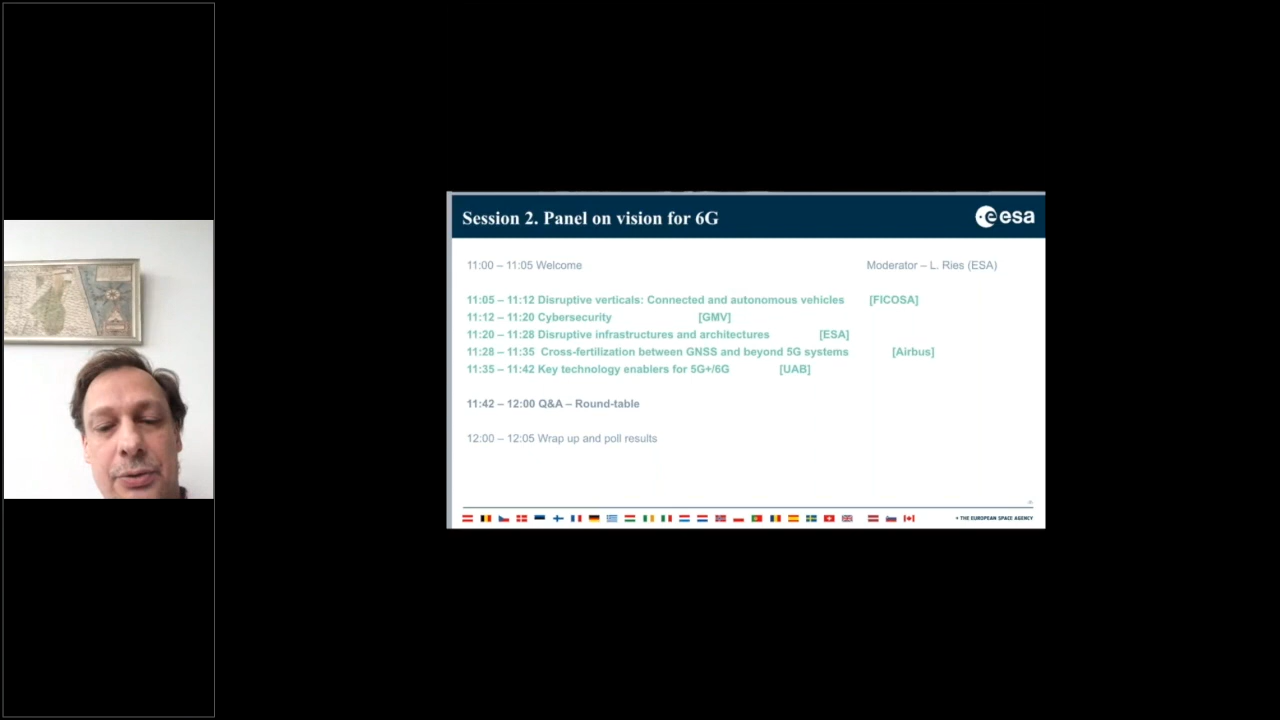 Session 2. Panel on vision for 6G
esa
11:00 – 11:05 Welcome Moderator – L. Ries (ESA)
11:05 – 11:12 Disruptive verticals: Connected and autonomous vehicles [FICOSA]
11:12 – 11:20 Cybersecurity [GMV]
11:20 – 11:28 Disruptive infrastructures and architectures [ESA]
11:28 – 11:35 Cross-fertilization between GNSS and beyond 5G systems [Airbus]
11:35 – 11:42 Key technology enablers for 5G+/6G [UAB]
11:42 – 12:00 Q&A – Round-table
12:00 – 12:05 Wrap up and poll results
→ THE EUROPEAN SPACE AGENCY